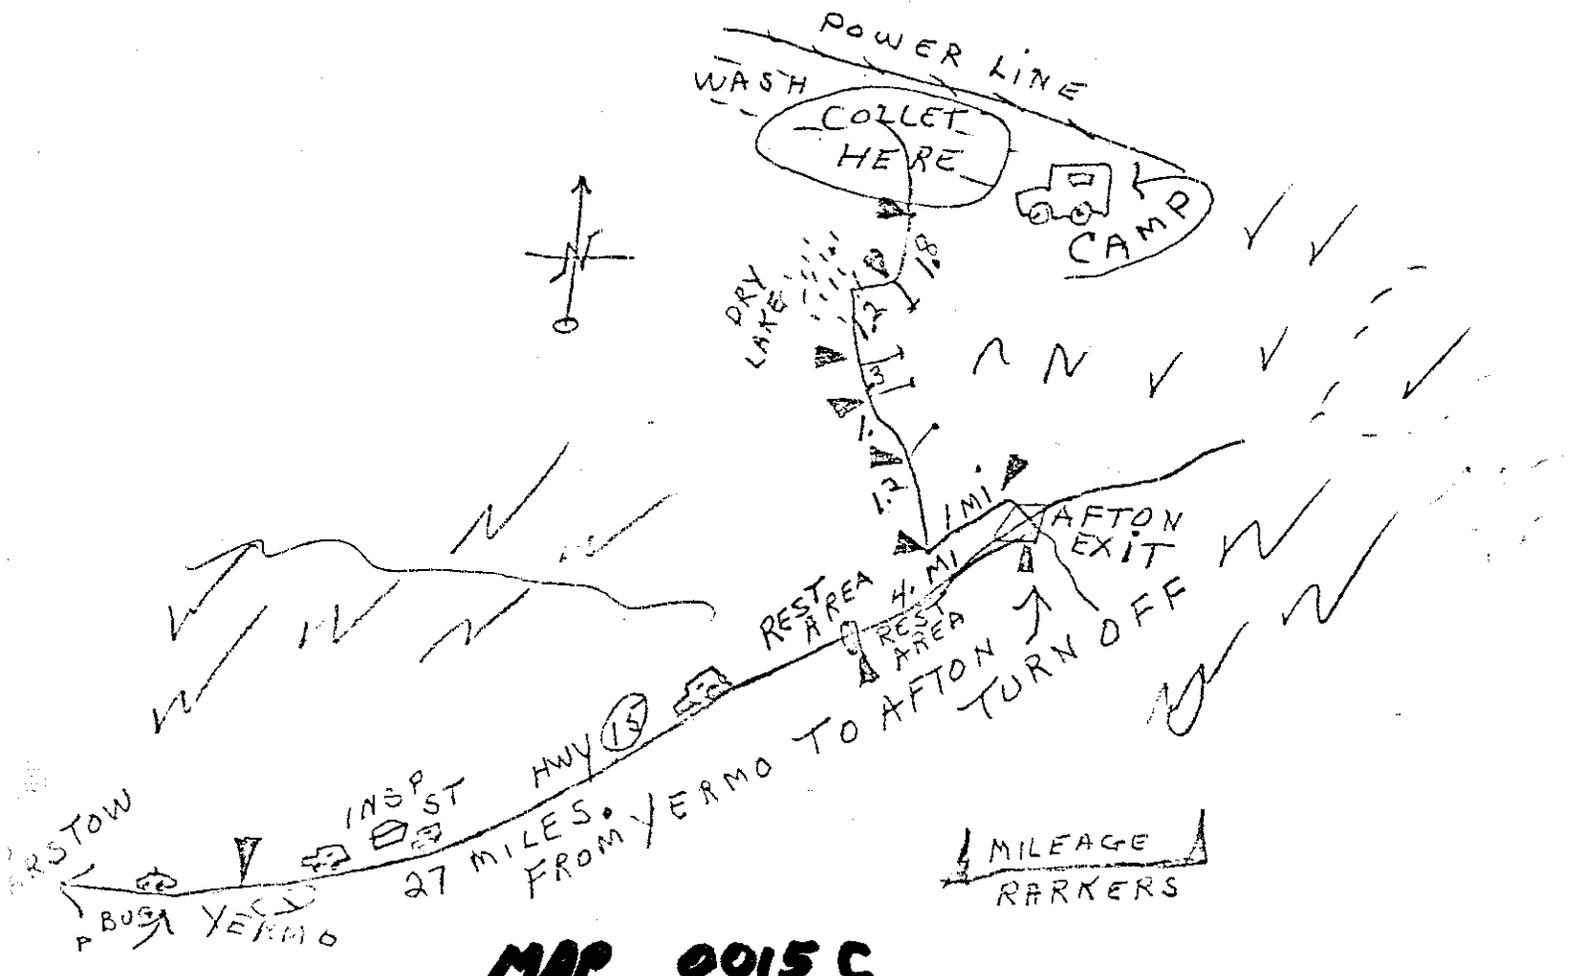 POWER LINE
WASH
COLLET
HERE
CAMP
N
1.8
DRY
LAKE
.2
.3
1.
1.2
1 MI
AFTON
EXIT
4. MI
REST
AREA
REST
AREA
TURN OFF
HWY 15
INSP
ST
27 MILES.
FROM YERMO TO AFTON
YERMO
MILEAGE
RARKERS
MAP 0015 C